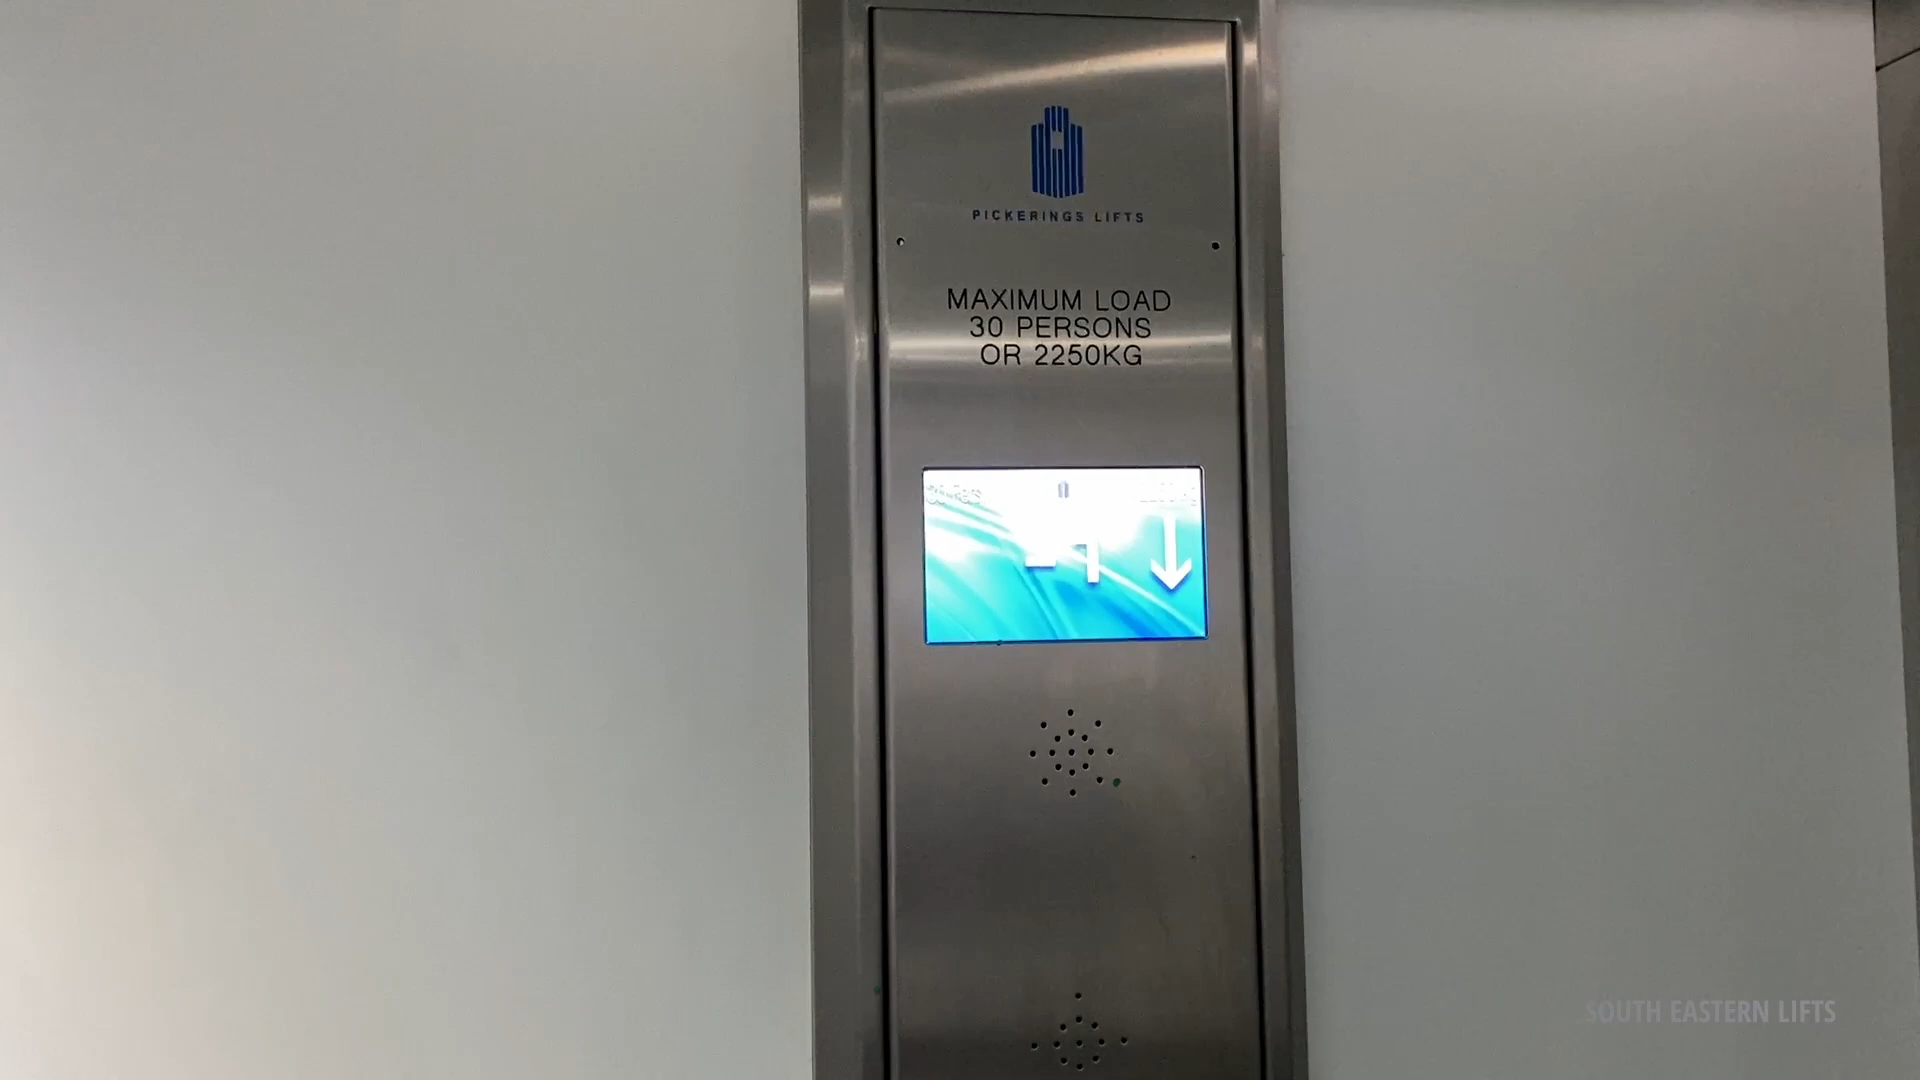 PICKERINGS LIFTS
MAXIMUM LOAD
30 PERSONS
OR 2250KG
-1
SOUTH EASTERN LIFTS